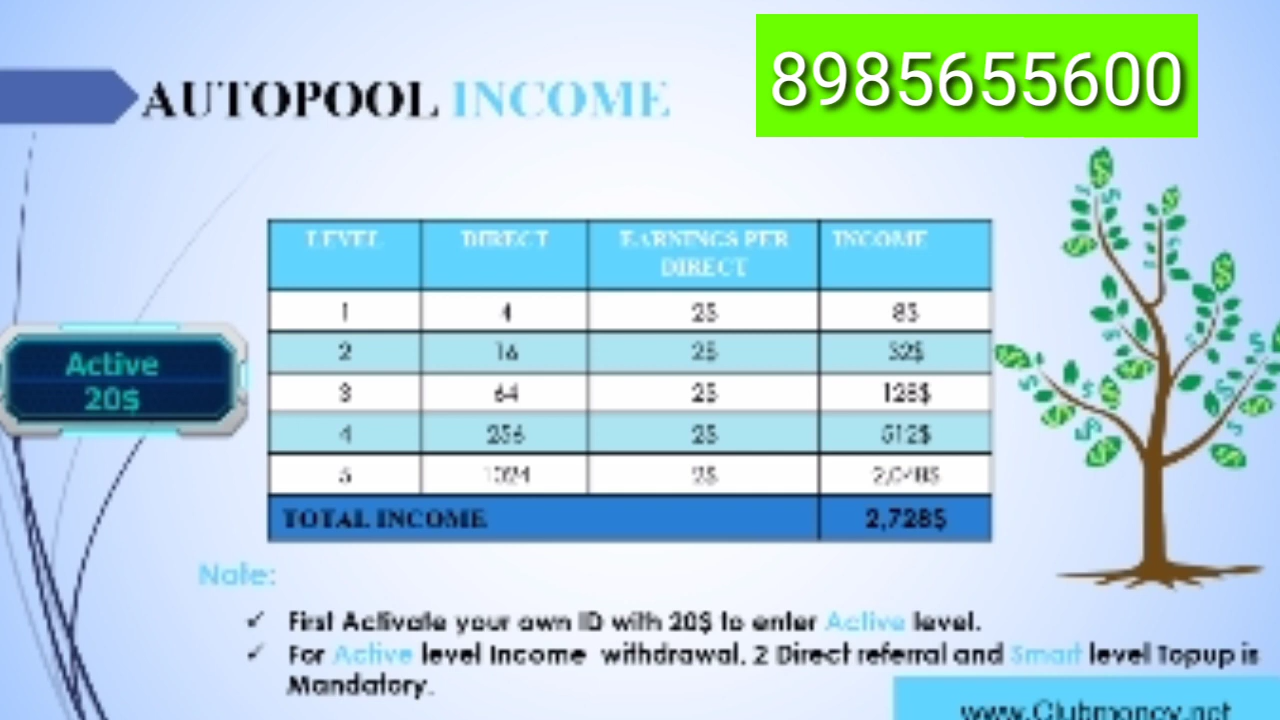 8985655600
AUTOPOOL INCOME
LEVEL DIRECT EARNINGS PER DIRECT INCOME
1 4 2$ 8$
2 16 2$ 32$
3 64 2$ 128$
4 256 2$ 512$
5 1024 2$ 2,048$
TOTAL INCOME 2,728$
Active
20$
Note:
✓ First Activate your own ID with 20$ to enter Active level.
✓ For Active level Income withdrawal, 2 Direct referral and Smart level Topup is
Mandatory.
www.Clubmoney.net